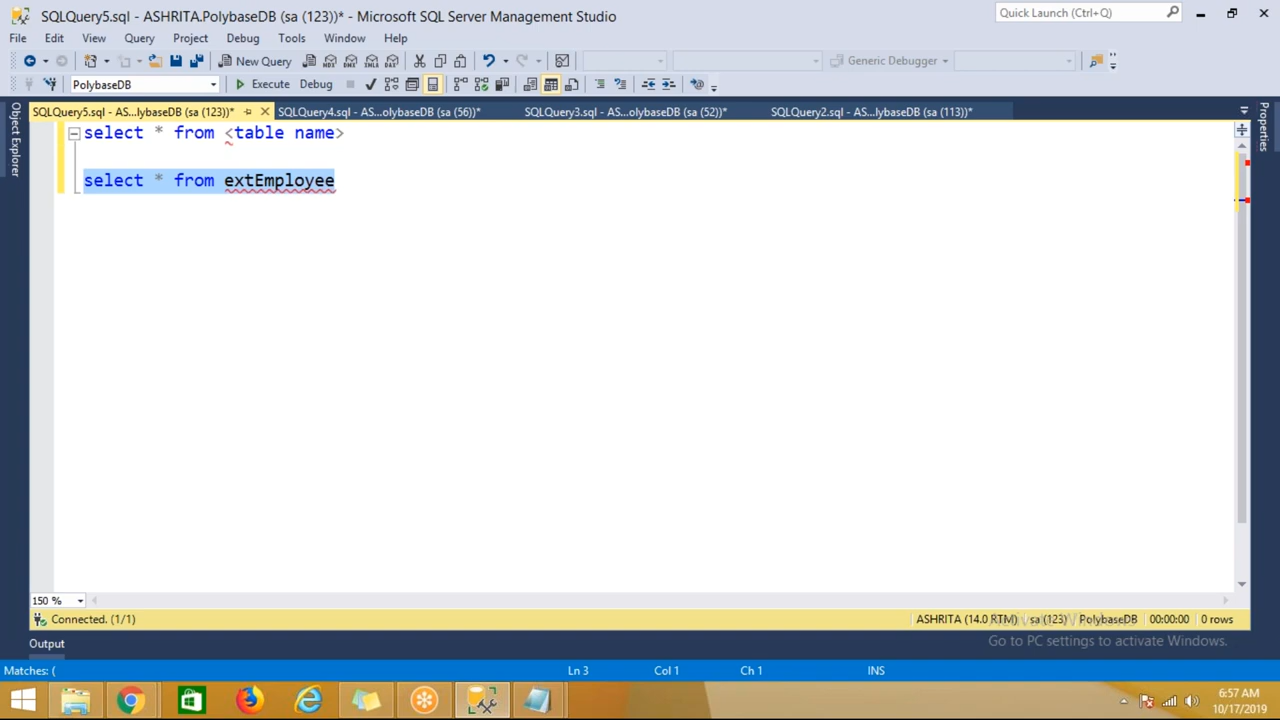 SQLQuery5.sql - ASHRITA.PolybaseDB (sa (123))* - Microsoft SQL Server Management Studio
Quick Launch (Ctrl+Q)
File Edit View Query Project Debug Tools Window Help
New Query
Generic Debugger
PolybaseDB
Execute Debug
SQLQuery5.sql - AS...lybaseDB (sa (123))*
SQLQuery4.sql - AS...olybaseDB (sa (56))*
SQLQuery3.sql - AS...olybaseDB (sa (52))*
SQLQuery2.sql - AS...lybaseDB (sa (113))*
Object Explorer
Properties
select * from <table name>
select * from extEmployee
150 %
Connected. (1/1)
ASHRITA (14.0 RTM) sa (123) PolybaseDB 00:00:00 0 rows
Activate Windows
Go to PC settings to activate Windows.
Output
Matches: (
Ln 3 Col 1 Ch 1 INS
6:57 AM
10/17/2019